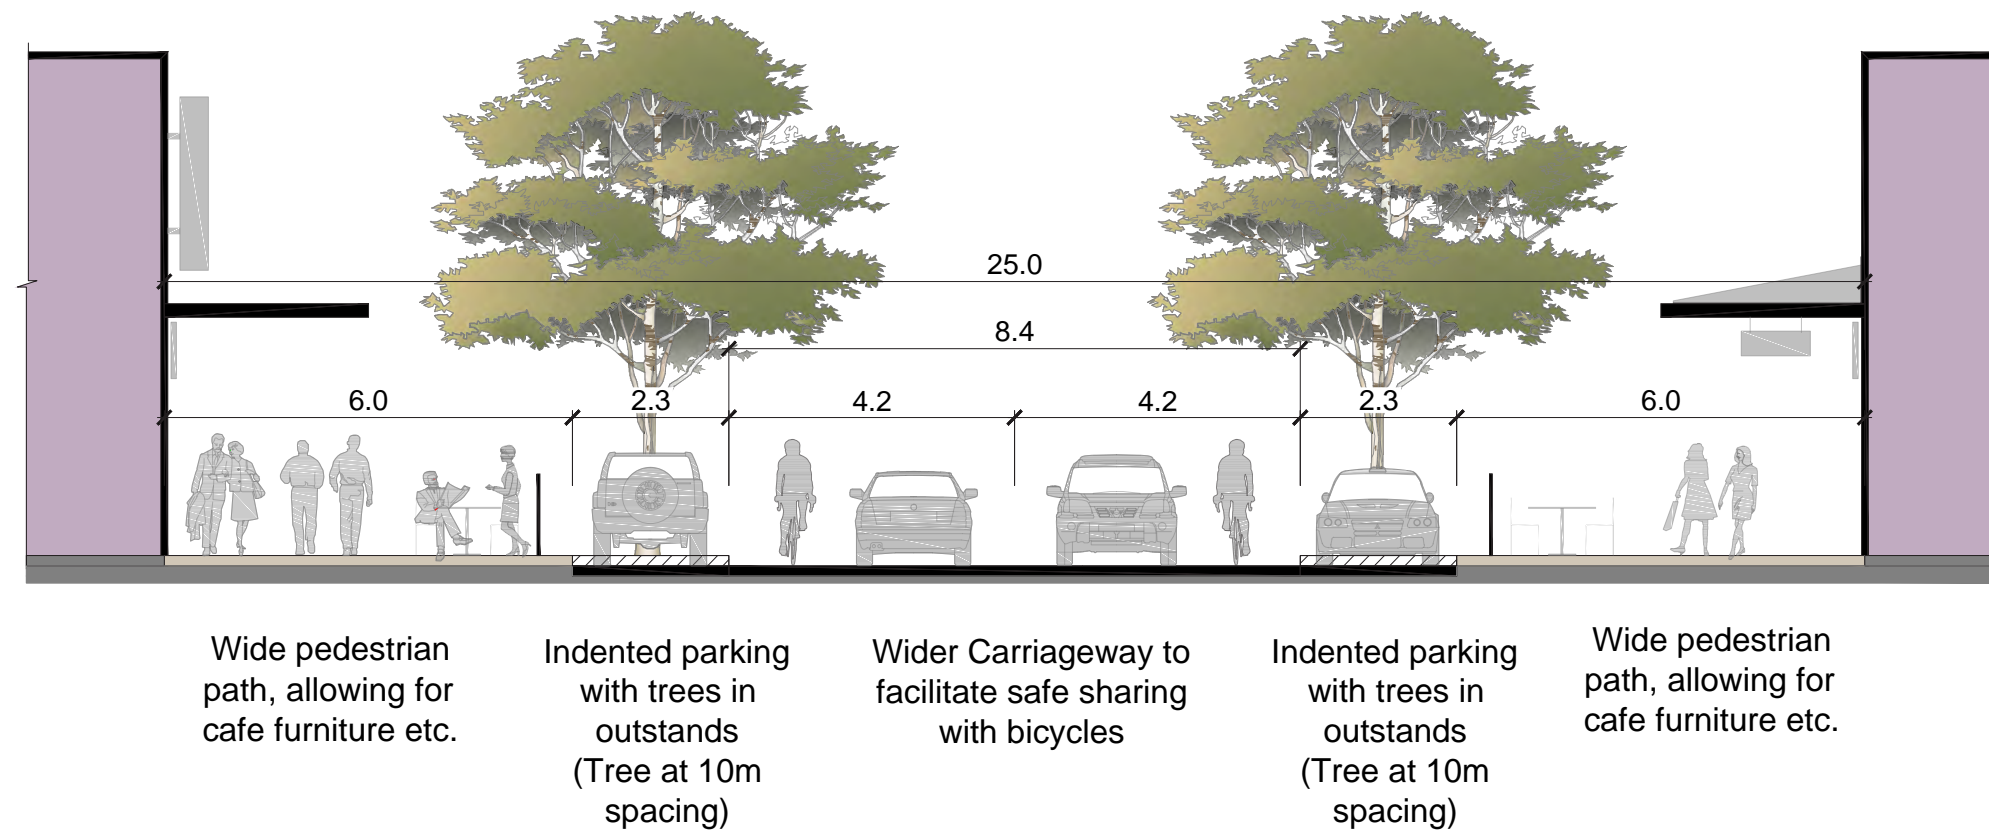 25.0
8.4
6.0
2.3
4.2
4.2
2.3
6.0
Wide pedestrian
path, allowing for
cafe furniture etc.
Indented parking
with trees in
outstands
(Tree at 10m
spacing)
Wider Carriageway to
facilitate safe sharing
with bicycles
Indented parking
with trees in
outstands
(Tree at 10m
spacing)
Wide pedestrian
path, allowing for
cafe furniture etc.